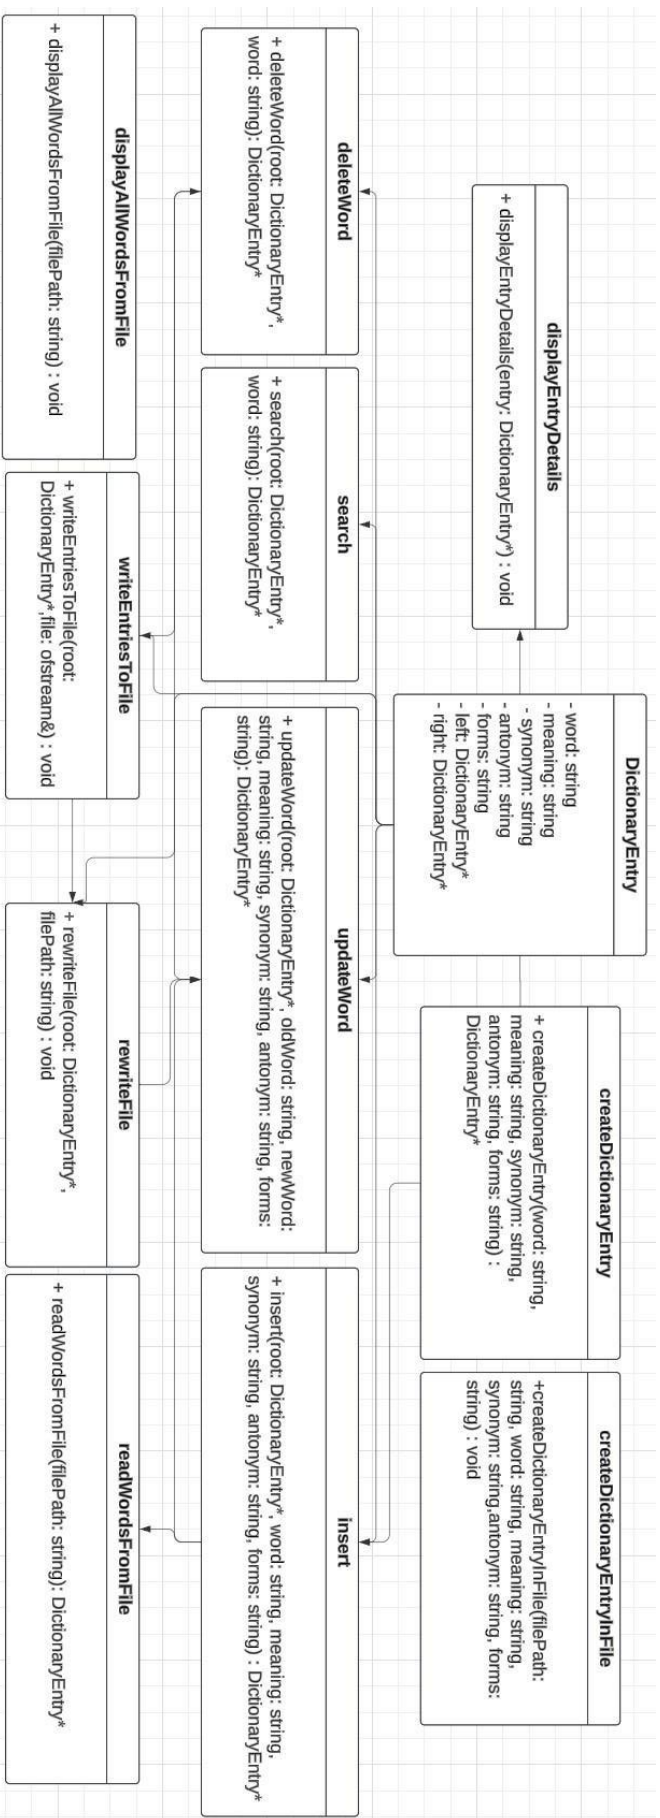 DictionaryEntry
- word: string
- meaning: string
- synonym: string
- antonym: string
- forms: string
- left: DictionaryEntry*
- right: DictionaryEntry*
createDictionaryEntry
+ createDictionaryEntry(word: string,
meaning: string, synonym: string,
antonym: string, forms: string) :
DictionaryEntry*
createDictionaryEntryInFile
+createDictionaryEntryInFile(filePath:
string, word: string, meaning: string,
synonym: string,antonym: string, forms:
string) : void
displayEntryDetails
+ displayEntryDetails(entry: DictionaryEntry*) : void
deleteWord
+ deleteWord(root: DictionaryEntry*,
word: string): DictionaryEntry*
search
+ search(root: DictionaryEntry*,
word: string): DictionaryEntry*
updateWord
+ updateWord(root: DictionaryEntry*, oldWord: string, newWord:
string, meaning: string, synonym: string, antonym: string, forms:
string): DictionaryEntry*
insert
+ insert(root: DictionaryEntry*, word: string, meaning: string,
synonym: string, antonym: string, forms: string) : DictionaryEntry*
displayAllWordsFromFile
+ displayAllWordsFromFile(filePath: string) : void
writeEntriesToFile
+ writeEntriesToFile(root:
DictionaryEntry*,file: ofstream&) : void
rewriteFile
+ rewriteFile(root: DictionaryEntry*,
filePath: string) : void
readWordsFromFile
+ readWordsFromFile(filePath: string): DictionaryEntry*